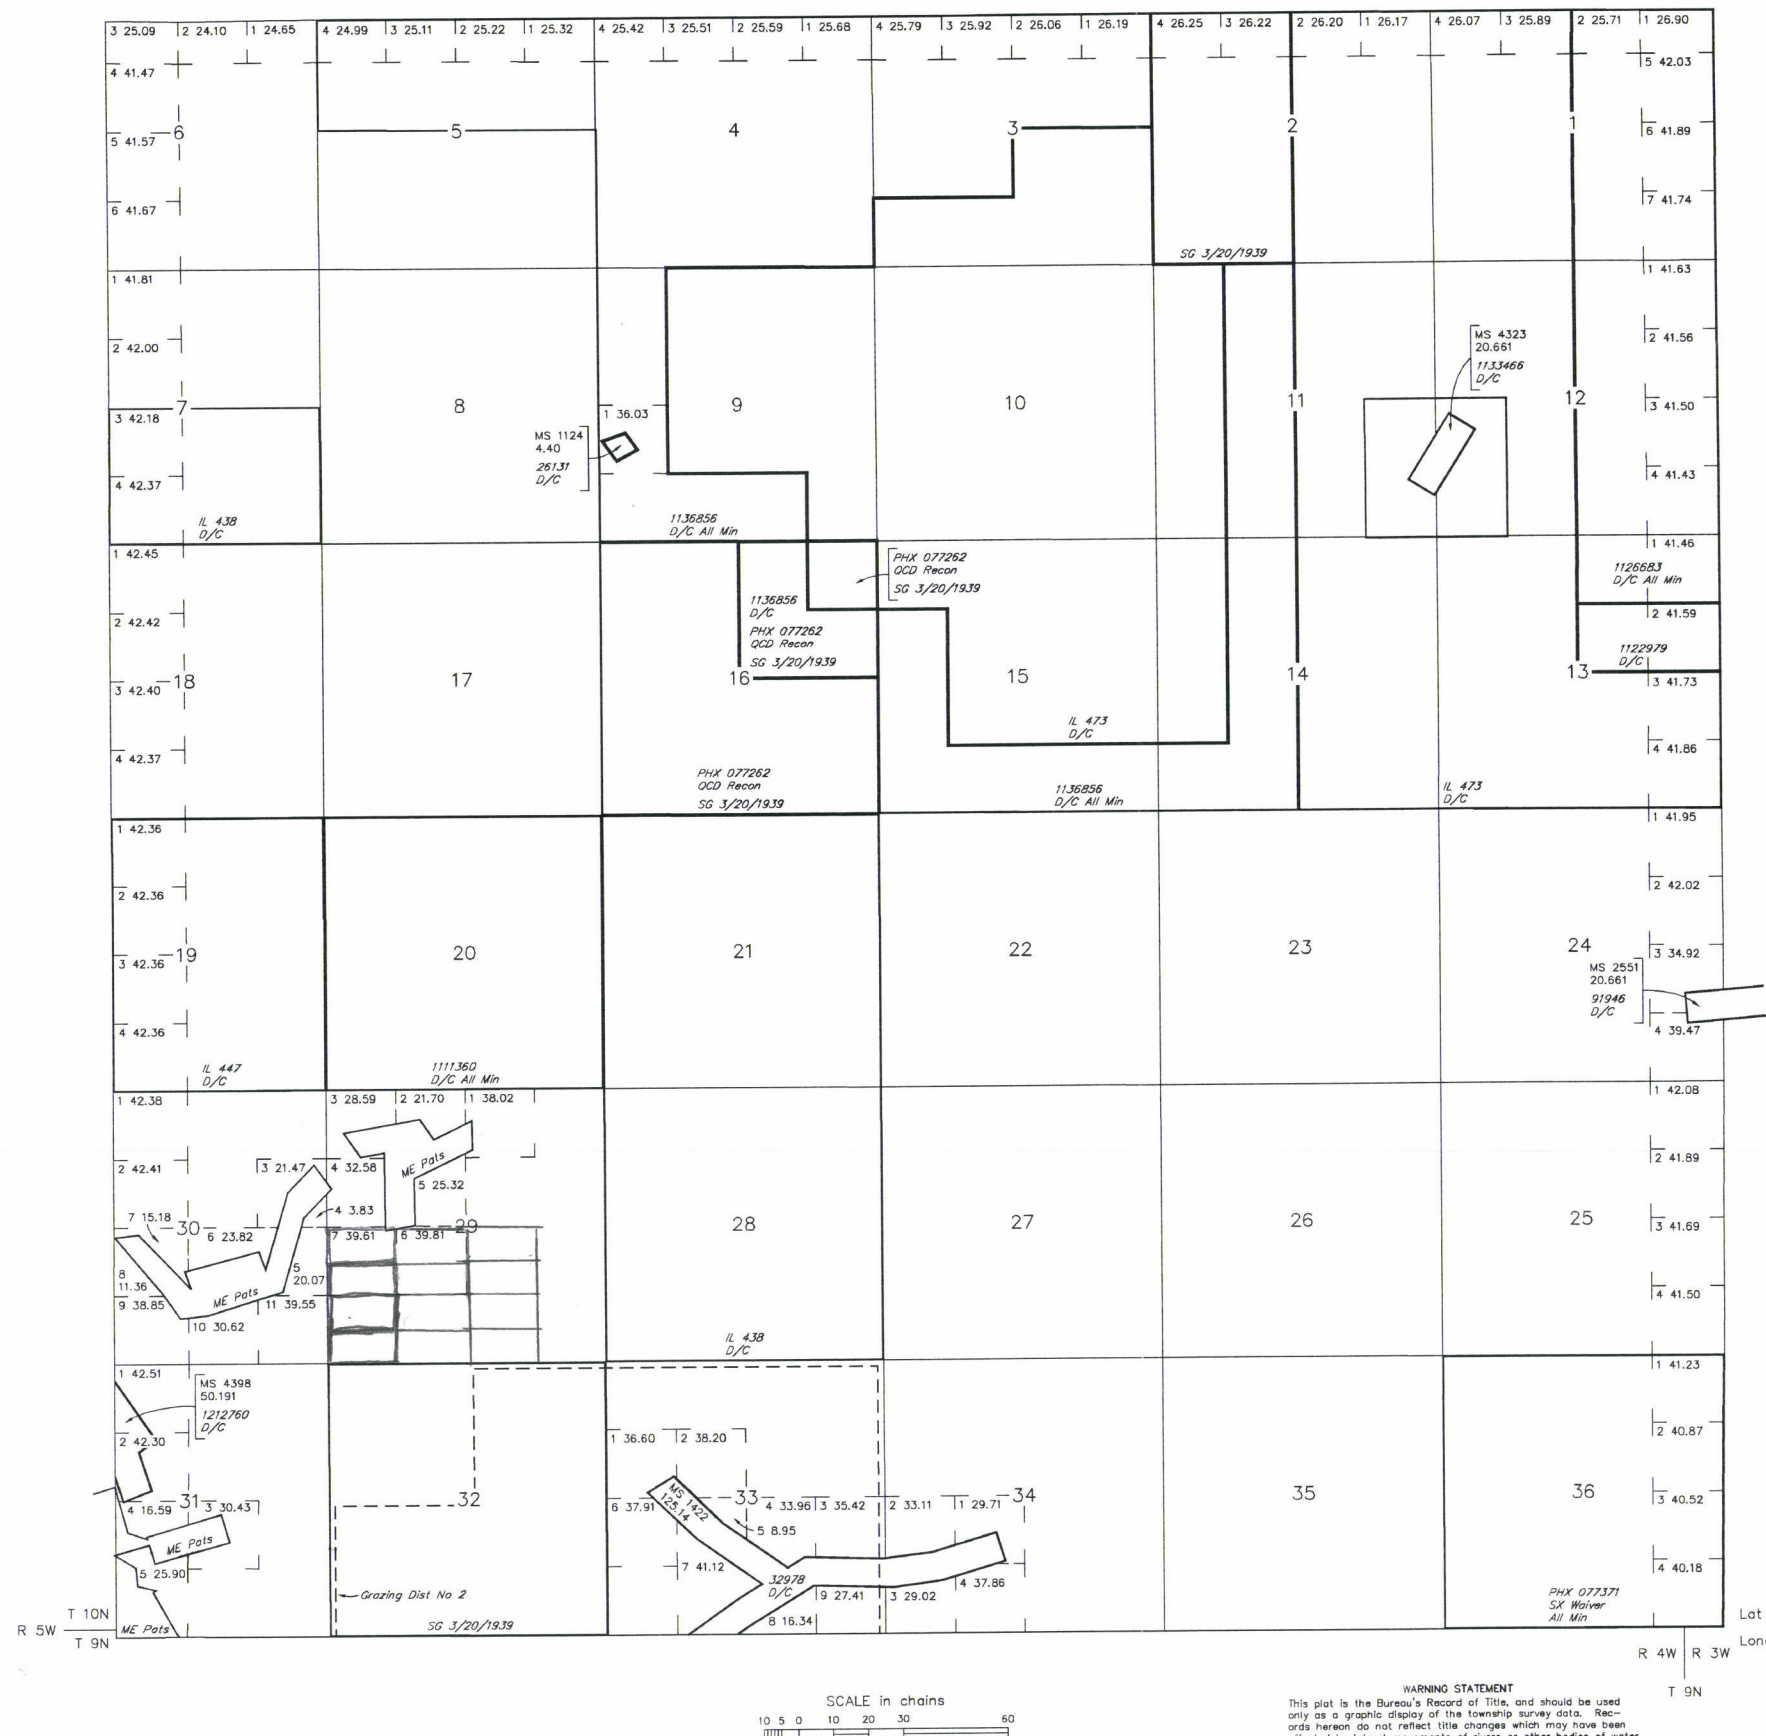 3 25.09 2 24.10 1 24.65 4 24.99 3 25.11 2 25.22 1 25.32 4 25.42 3 25.51 2 25.59 1 25.68 4 25.79 3 25.92 2 26.06 1 26.19 4 26.25 3 26.22 2 26.20 1 26.17 4 26.07 3 25.89 2 25.71 1 26.90
4 41.47
5 42.03
5 41.57
6
5
4
3
2
1
6 41.89
6 41.67
7 41.74
SG 3/20/1939
1 41.81
1 41.63
2 42.00
MS 4323
20.661
1133466
D/C
2 41.56
3 42.18
7
8
9
10
11
12
3 41.50
1 36.03
MS 1124
4.40
26131
D/C
4 42.37
4 41.43
IL 438
D/C
1136856
D/C All Min
1 42.45
1 41.46
PHX 077262
QCD Recon
SG 3/20/1939
1126683
D/C All Min
1136856
D/C
2 42.42
2 41.59
PHX 077262
QCD Recon
SG 3/20/1939
1122979
D/C
3 42.40
18
17
16
15
14
13
3 41.73
IL 473
D/C
4 42.37
4 41.86
PHX 077262
QCD Recon
SG 3/20/1939
1136856
D/C All Min
IL 473
D/C
1 42.36
1 41.95
2 42.36
2 42.02
3 42.36
19
20
21
22
23
24
3 34.92
MS 2551
20.661
91946
D/C
4 42.36
4 39.47
IL 447
D/C
1111360
D/C All Min
1 42.38
3 28.59 2 21.70 1 38.02
1 42.08
2 42.41
3 21.47
4 32.58
ME Pats
5 25.32
2 41.89
7 15.18
30
6 23.82
4 3.83
29
28
27
26
25
3 41.69
7 39.61 6 39.81
8
11.36
5
20.07
9 38.85
ME Pats
11 39.55
4 41.50
10 30.62
IL 438
D/C
1 42.51
1 41.23
MS 4398
50.191
1212760
D/C
2 42.30
1 36.60 2 38.20
2 40.87
4 16.59
31
3 30.43
32
6 37.91
MS 1422
125.14
33
4 33.96 3 35.42 2 33.11 1 29.71
34
35
36
3 40.52
5 8.95
ME Pats
5 25.90
7 41.12
32978
D/C
9 27.41 3 29.02
4 37.86
4 40.18
Grazing Dist No 2
PHX 077371
SX Waiver
All Min
8 16.34
SG 3/20/1939
ME Pats
T 10N
R 5W
T 9N
Lat
Lon
R 4W R 3W
T 9N
SCALE in chains
10 5 0 10 20 30 60
WARNING STATEMENT
This plat is the Bureau's Record of Title, and should be used
only as a graphic display of the township survey data. Rec-
ords hereon do not reflect title changes which may have been